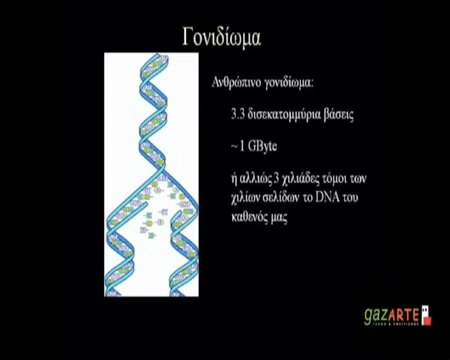 Γονιδίωμα
Ανθρώπινο γονιδίωμα:
3.3 δισεκατομμύρια βάσεις
~ 1 GByte
ή αλλιώς 3 χιλιάδες τόμοι των
χιλίων σελίδων το DNA του
καθενός μας
gazARTE